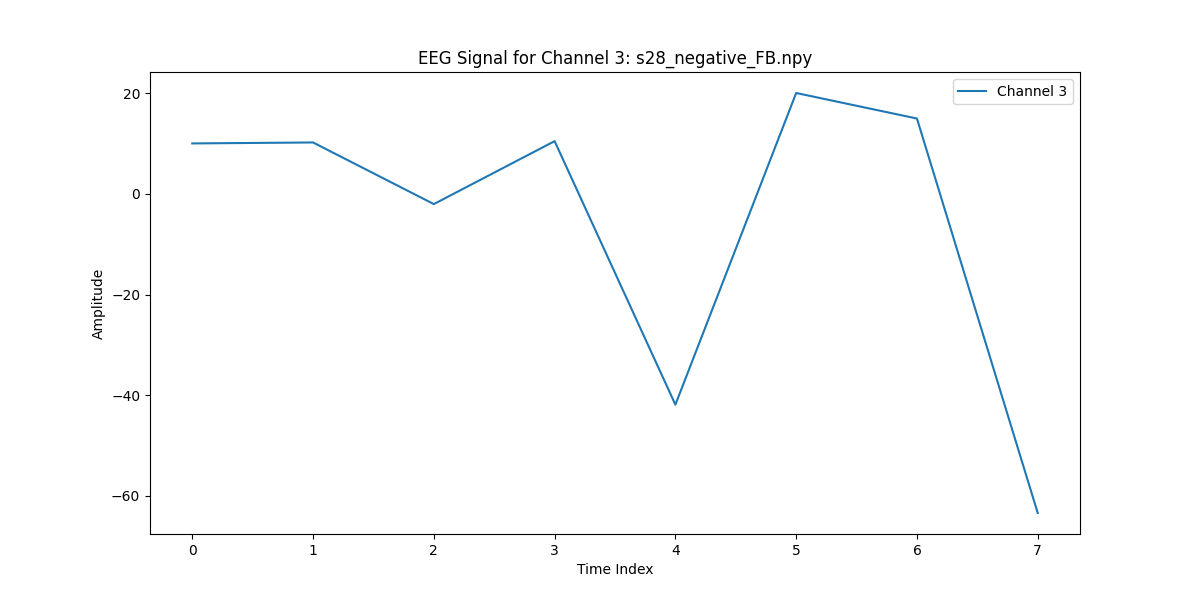 EEG Signal for Channel 3: s28_negative_FB.npy
Channel 3
20
0
−20
−40
−60
Amplitude
0 1 2 3 4 5 6 7
Time Index